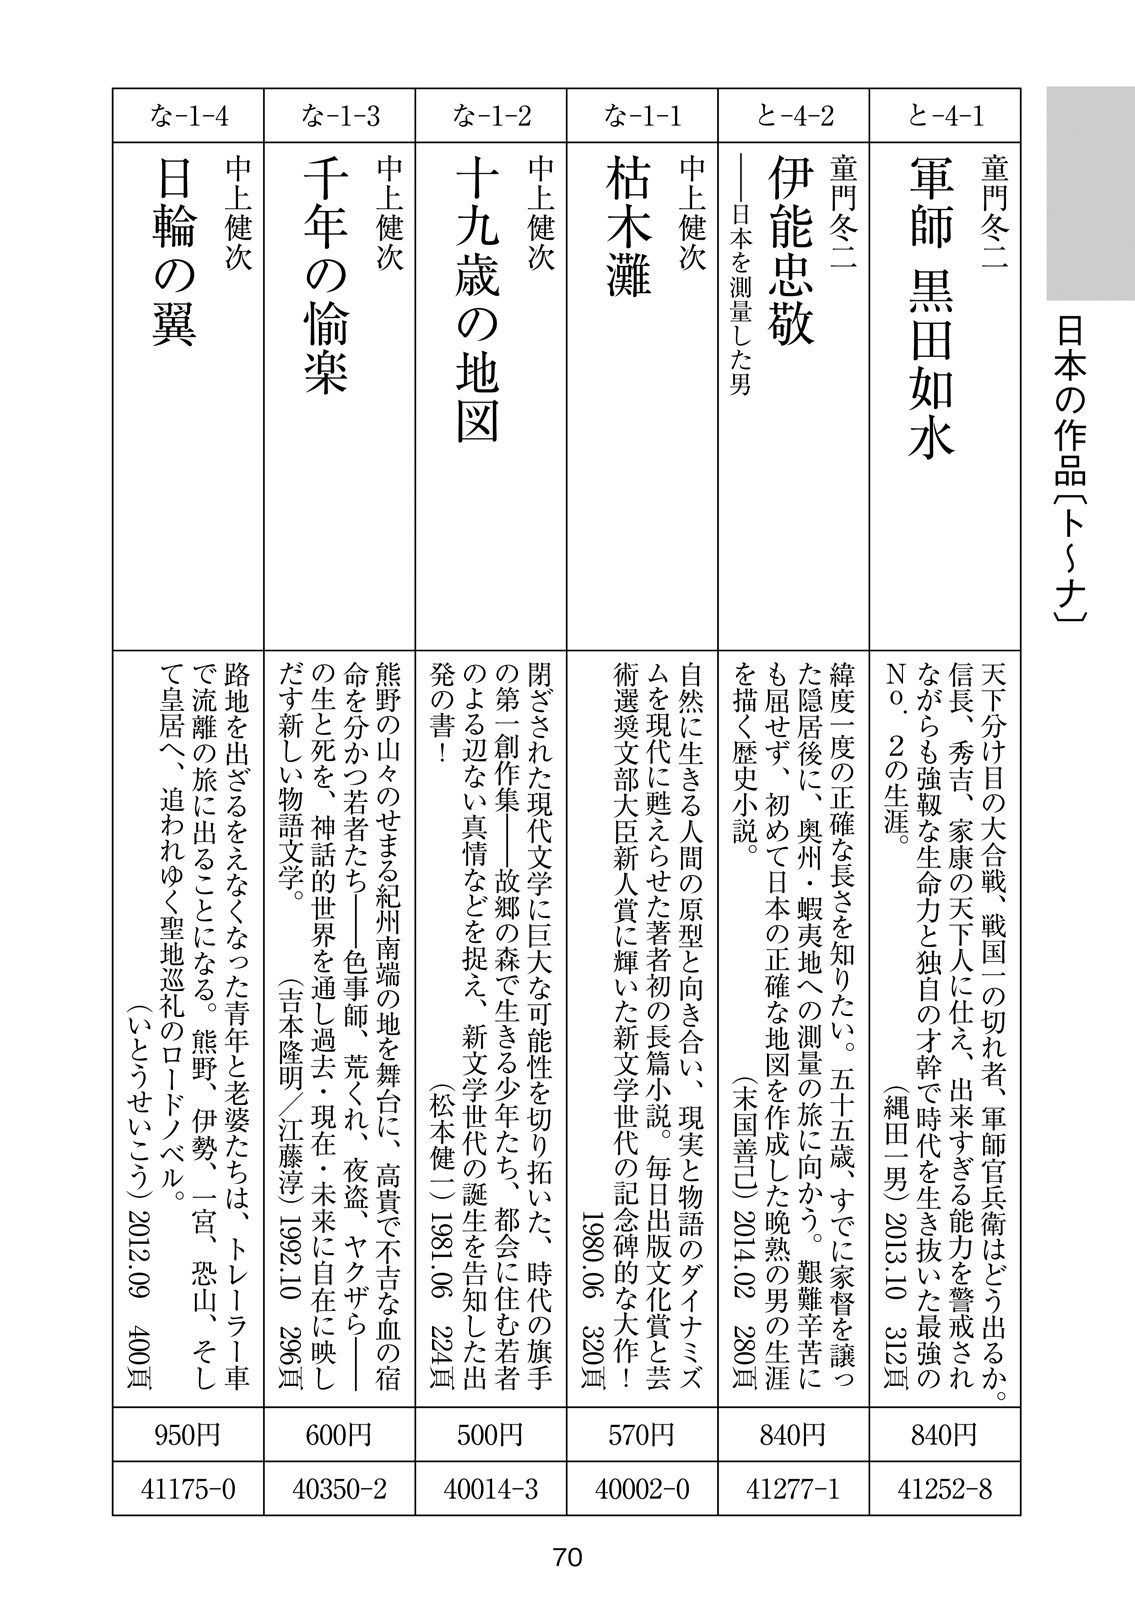 日本の作品〔ト～ナ〕
と-4-1
童門冬二
軍師 黒田如水
天下分け目の大合戦、戦国一の切れ者、軍師官兵衛はどう出るか。
信長、秀吉、家康の天下人に仕え、出来すぎる能力を警戒され
ながらも強靱な生命力と独自の才幹で時代を生き抜いた最強の
No.2の生涯。
(縄田一男) 2013.10 312頁
840円
41252-8
と-4-2
童門冬二
伊能忠敬
――日本を測量した男
緯度一度の正確な長さを知りたい。五十五歳、すでに家督を譲っ
た隠居後に、奥州・蝦夷地への測量の旅に向かう。艱難辛苦に
も屈せず、初めて日本の正確な地図を作成した晩熟の男の生涯
を描く歴史小説。
(末国善己) 2014.02 280頁
840円
41277-1
な-1-1
中上健次
枯木灘
自然に生きる人間の原型と向き合い、現実と物語のダイナミズ
ムを現代に甦えらせた著者初の長篇小説。毎日出版文化賞と芸
術選奨文部大臣新人賞に輝いた新文学世代の記念碑的な大作！
1980.06 320頁
570円
40002-0
な-1-2
中上健次
十九歳の地図
閉ざされた現代文学に巨大な可能性を切り拓いた、時代の旗手
の第一創作集――故郷の森で生きる少年たち、都会に住む若者
のよる辺ない真情などを捉え、新文学世代の誕生を告知した出
発の書！
(松本健一) 1981.06 224頁
500円
40014-3
な-1-3
中上健次
千年の愉楽
熊野の山々のせまる紀州南端の地を舞台に、高貴で不吉な血の宿
命を分かつ若者たち――色事師、荒くれ、夜盗、ヤクザら――
の生と死を、神話的世界を通し過去・現在・未来に自在に映し
だす新しい物語文学。
(吉本隆明／江藤淳) 1992.10 296頁
600円
40350-2
な-1-4
中上健次
日輪の翼
路地を出ざるをえなくなった青年と老婆たちは、トレーラー車
で流離の旅に出ることになる。熊野、伊勢、一宮、恐山、そし
て皇居へ、追われゆく聖地巡礼のロードノベル。
(いとうせいこう) 2012.09 400頁
950円
41175-0
70